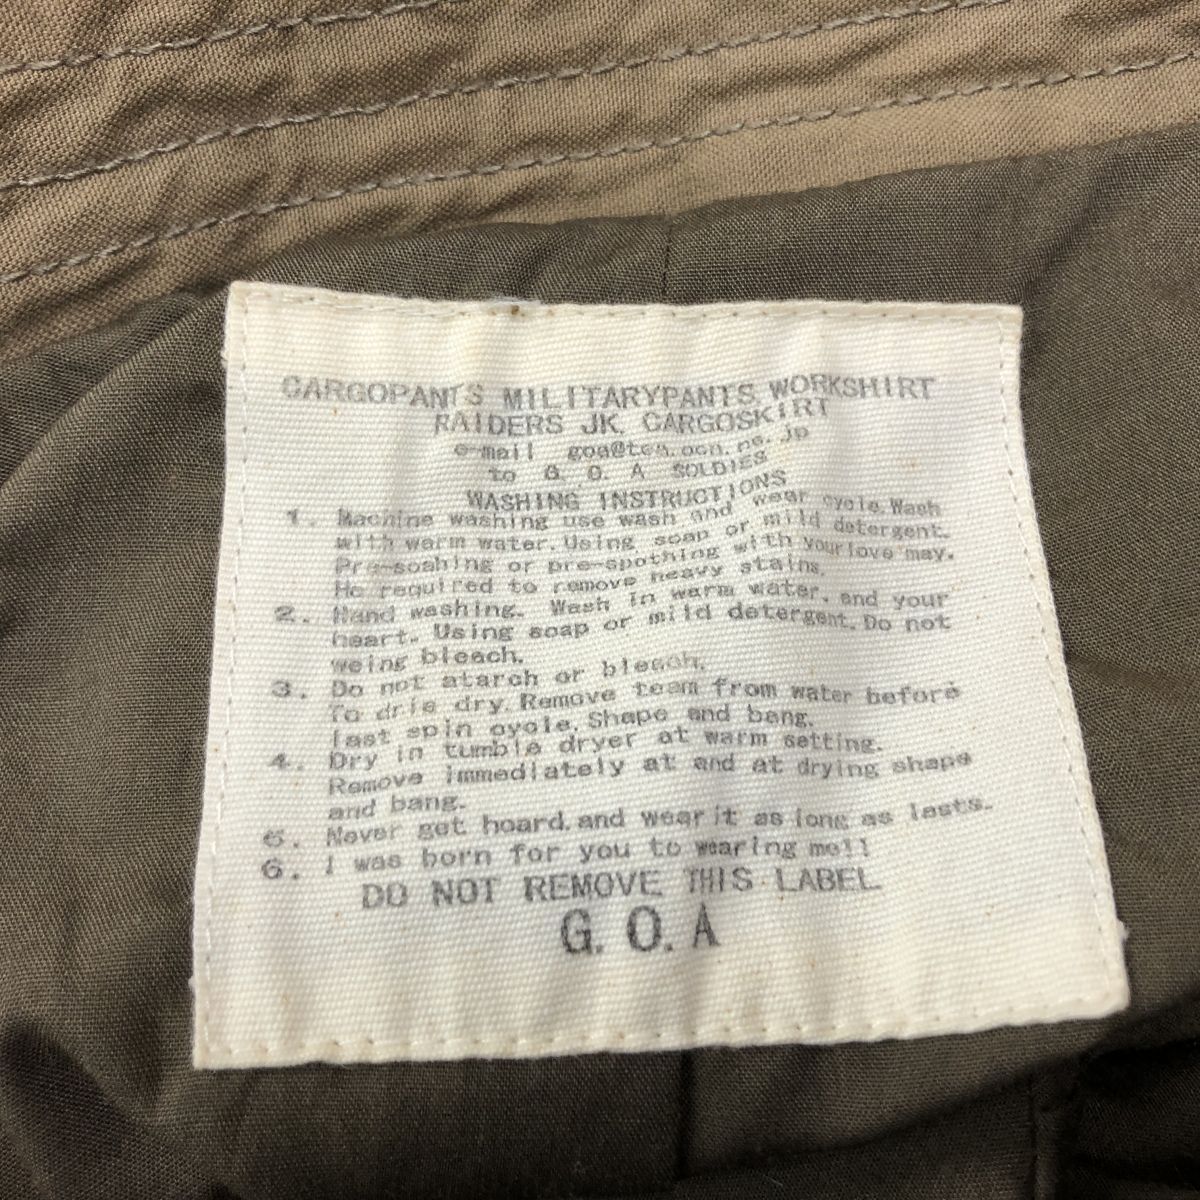 CARGOPANTS MILITARYPANTS WORKSHIRT
RAIDERS JK. CARGOSKIRT
e-mail goa@tea.ocn.ne.jp
to G. O. A SOLDIES
WASHING INSTRUCTIONS
1. Machine washing use wash and wear cycle.Wash
with warm water.Using soap or mild detergent.
Pre-soahing or pre-spothing with your love may.
He required to remove heavy stains.
2. Hand washing. Wash in warm water. and your
heart. Using soap or mild detergent.Do not
weing bleach.
3. Do not starch or bleach.
To drie dry.Remove team from water before
last spin cycle.Shape and bang.
4. Dry in tumble dryer at warm setting.
Remove immediately at and at drying shape
and bang.
5. Never get hoard.and wear it as long as lasts.
6. I was born for you to wearing me!!
DO NOT REMOVE THIS LABEL
G. O. A